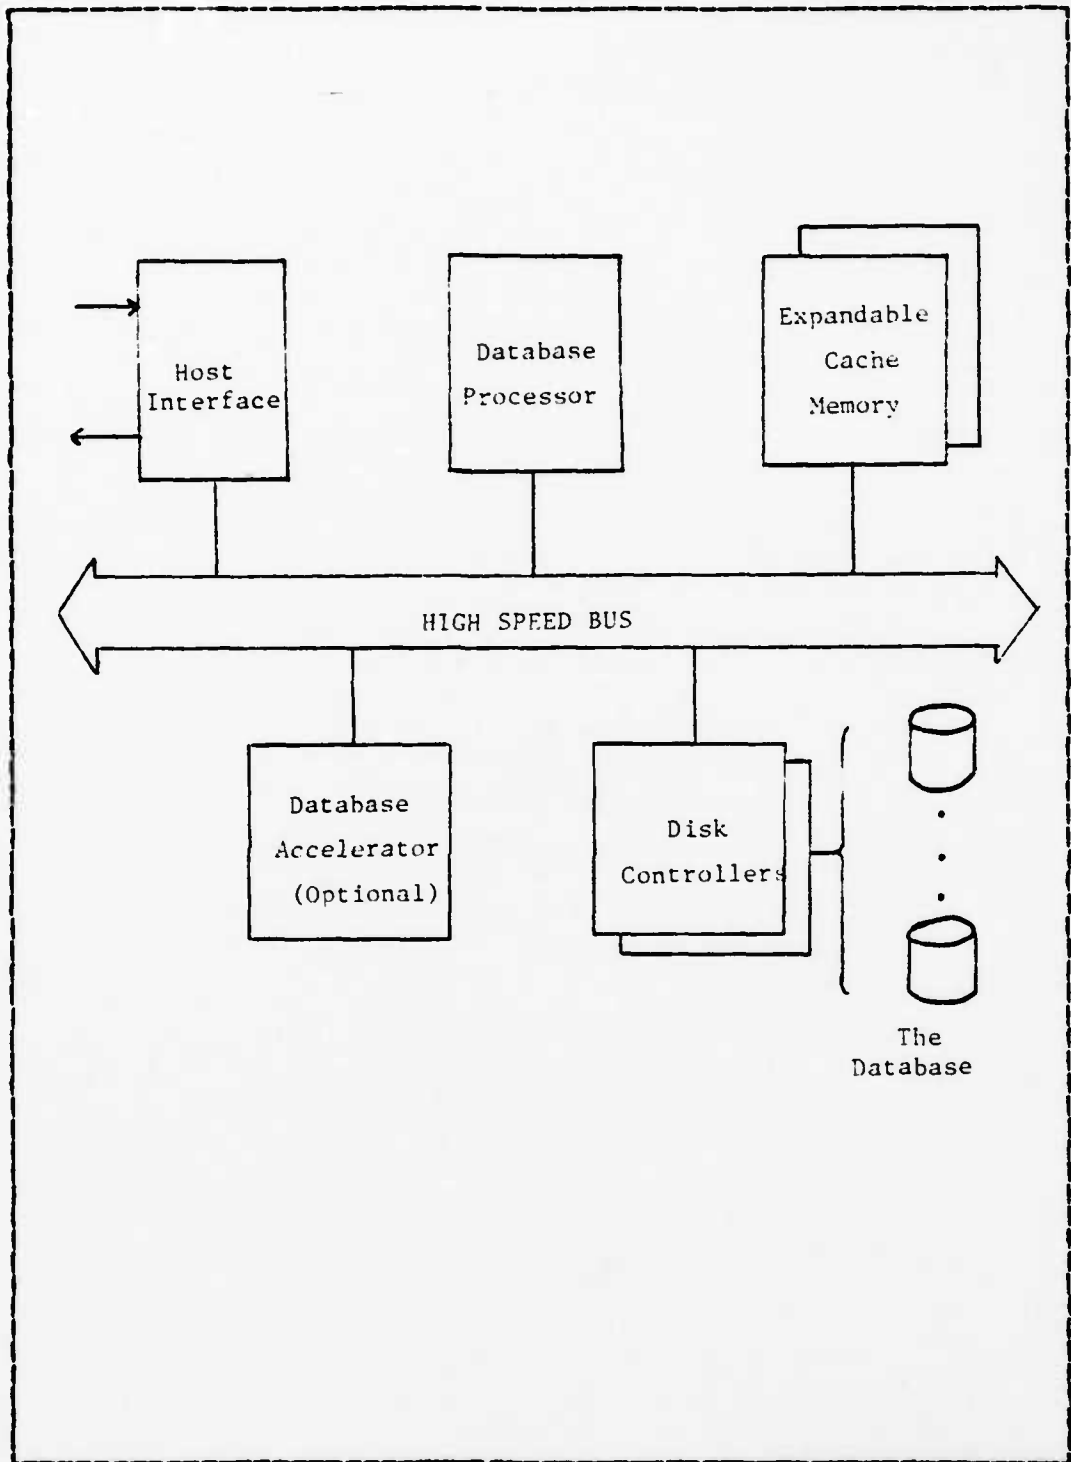 Host
Interface
Database
Processor
Expandable
Cache
Memory
HIGH SPEED BUS
Database
Accelerator
(Optional)
Disk
Controllers
The
Database